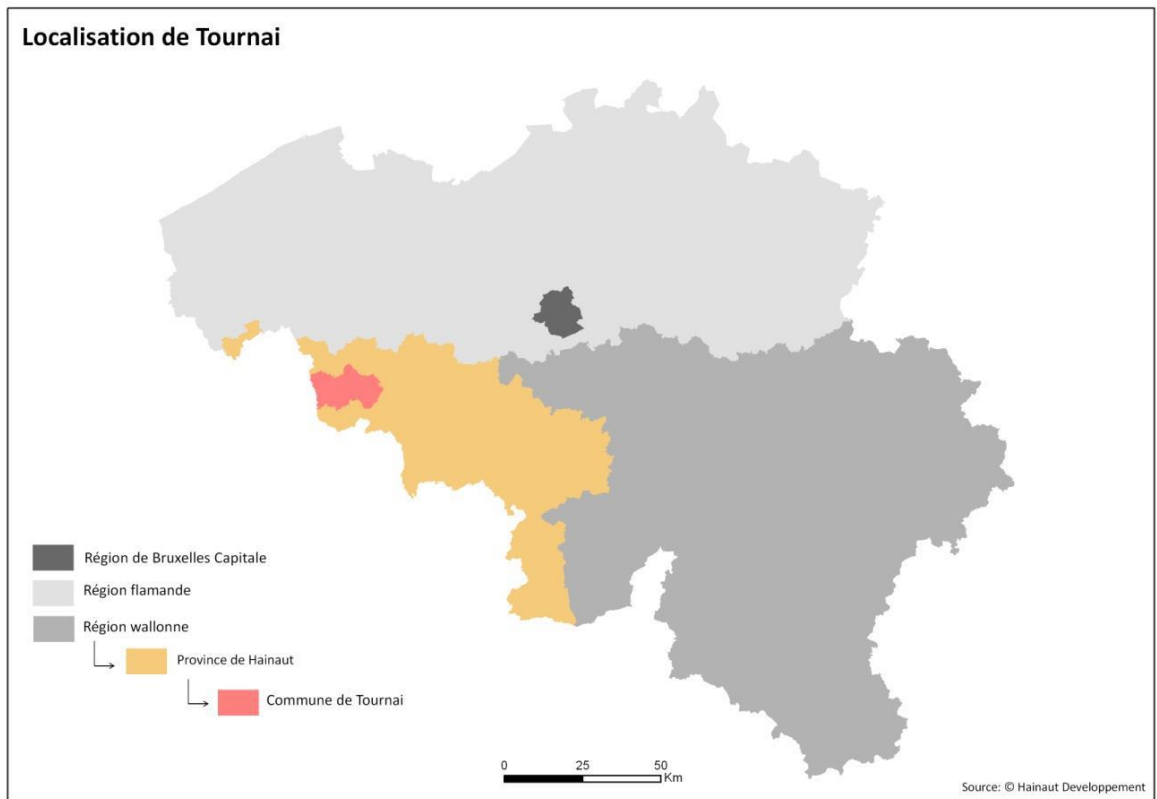 Localisation de Tournai
Région de Bruxelles Capitale
Région flamande
Région wallonne
Province de Hainaut
Commune de Tournai
0 25 50
Km
Source: © Hainaut Developpement